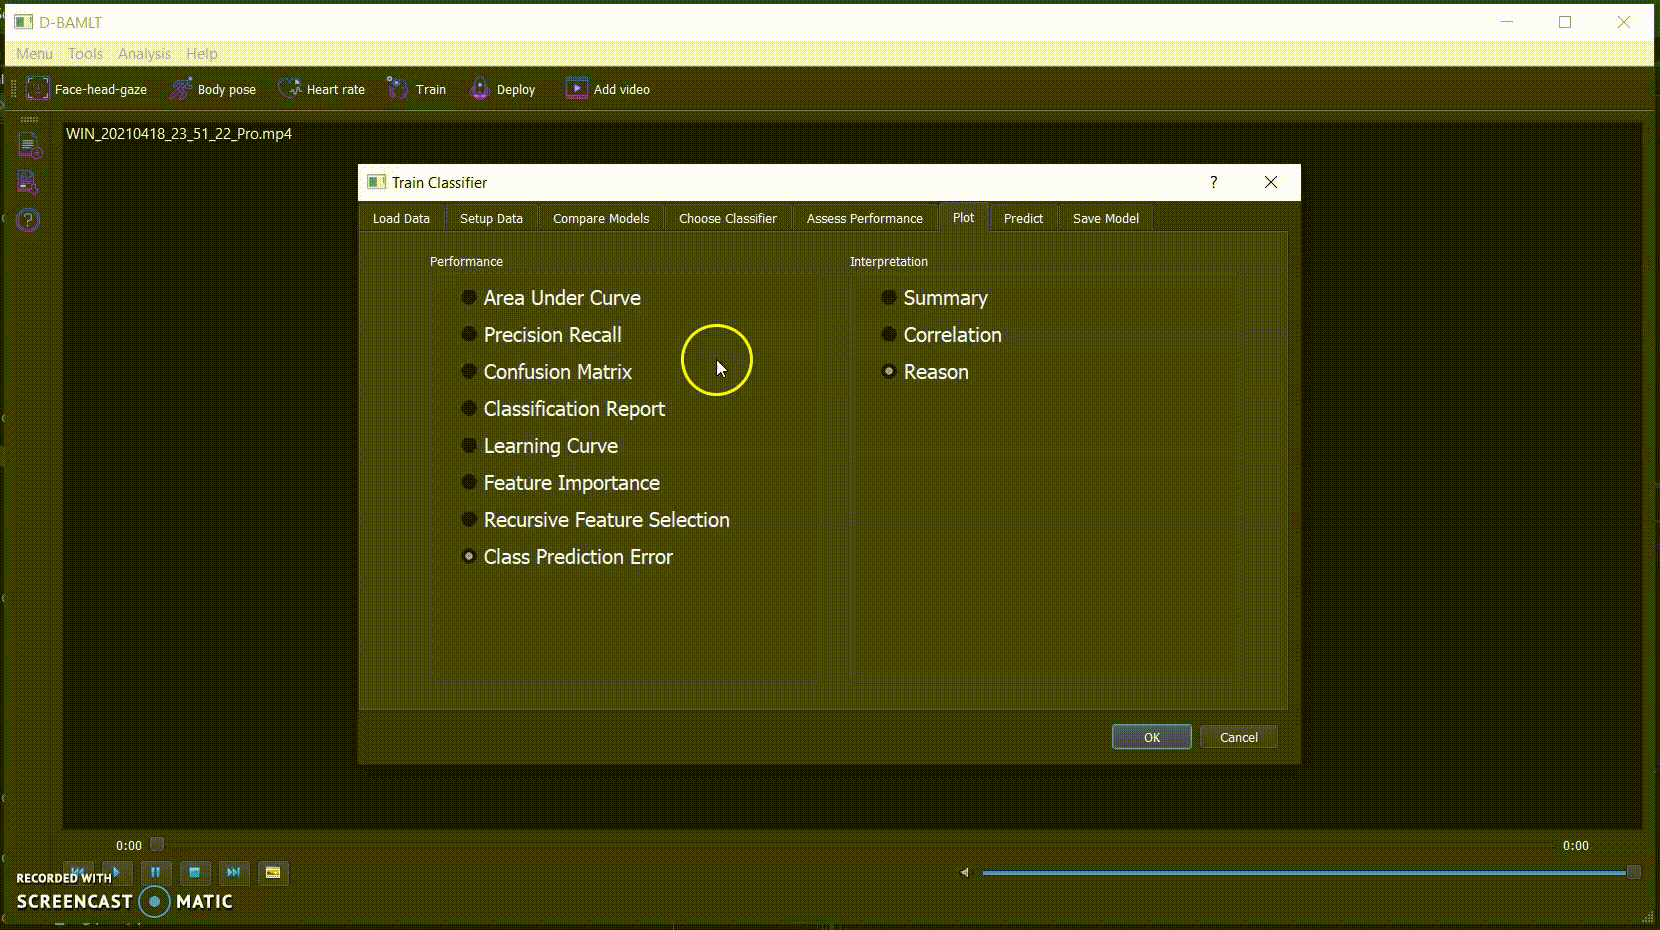 D-BAMLT
Menu Tools Analysis Help
Face-head-gaze Body pose Heart rate Train Deploy Add video
WIN_20210418_23_51_22_Pro.mp4
Train Classifier ?
Load Data Setup Data Compare Models Choose Classifier Assess Performance Plot Predict Save Model
Performance Interpretation
Area Under Curve Summary
Precision Recall Correlation
Confusion Matrix Reason
Classification Report
Learning Curve
Feature Importance
Recursive Feature Selection
Class Prediction Error
OK Cancel
0:00 0:00
RECORDED WITH
SCREENCAST MATIC